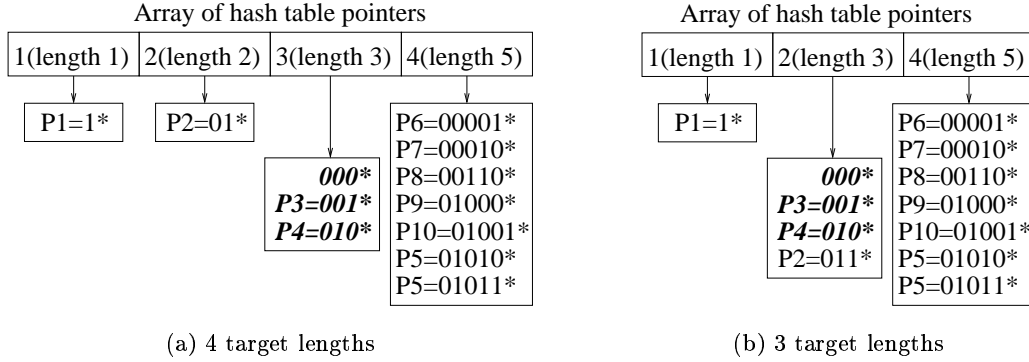 Array of hash table pointers
1(length 1) 2(length 2) 3(length 3) 4(length 5)
P1=1*
P2=01*
000*
P3=001*
P4=010*
P6=00001*
P7=00010*
P8=00110*
P9=01000*
P10=01001*
P5=01010*
P5=01011*
(a) 4 target lengths
Array of hash table pointers
1(length 1) 2(length 3) 4(length 5)
P1=1*
000*
P3=001*
P4=010*
P2=011*
P6=00001*
P7=00010*
P8=00110*
P9=01000*
P10=01001*
P5=01010*
P5=01011*
(b) 3 target lengths